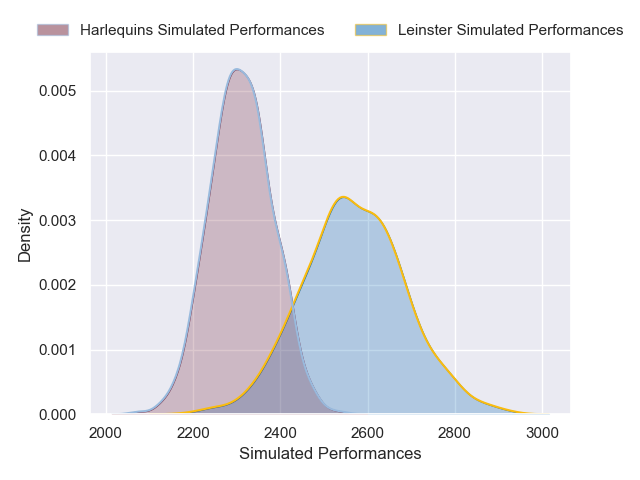 Harlequins Simulated Performances Leinster Simulated Performances
0.005
0.004
0.003
0.002
0.001
0.000
Density
2000 2200 2400 2600 2800 3000
Simulated Performances